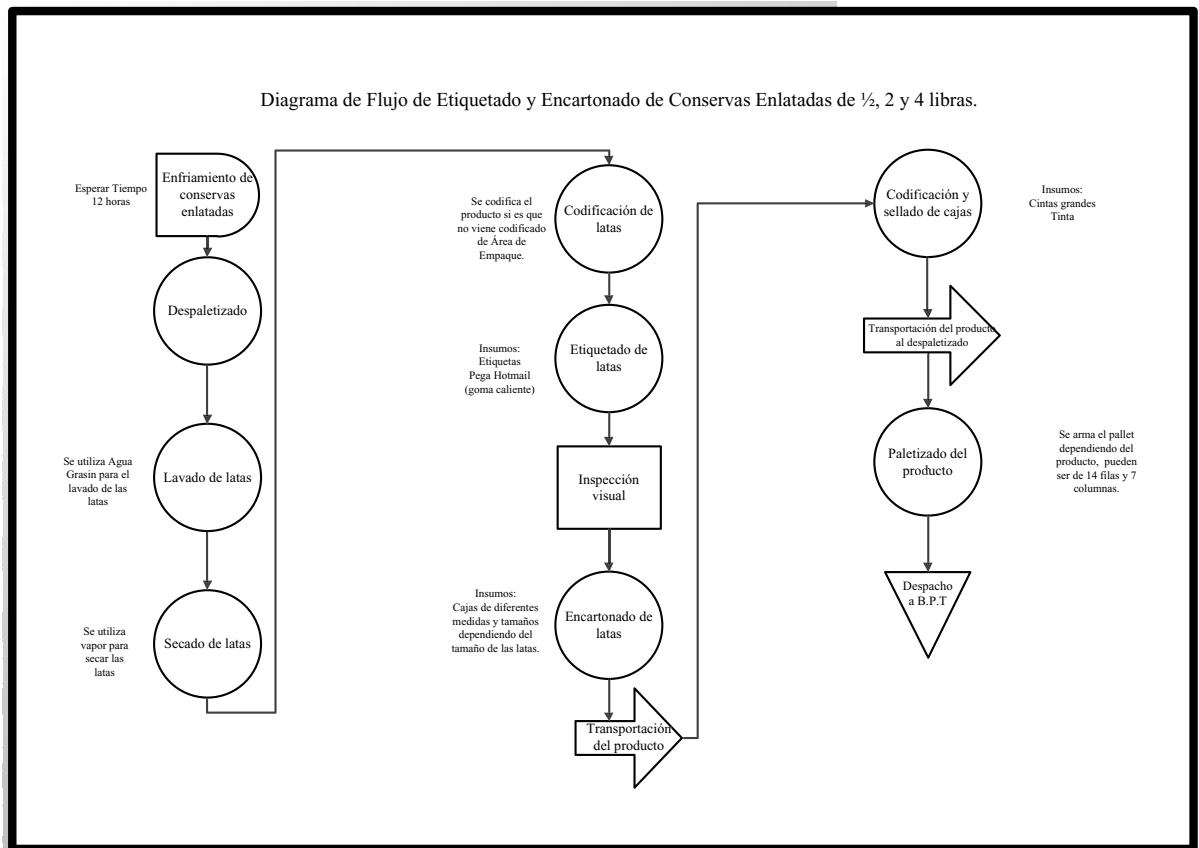 Diagrama de Flujo de Etiquetado y Encartonado de Conservas Enlatadas de ½, 2 y 4 libras.
Esperar Tiempo
12 horas
Enfriamiento de
conservas
enlatadas
Despaletizado
Se utiliza Agua
Grasin para el
lavado de las
latas
Lavado de latas
Se utiliza
vapor para
secar las
latas
Secado de latas
Se codifica el
producto si es que
no viene codificado
de Área de
Empaque.
Codificación de
latas
Insumos:
Etiquetas
Pega Hotmail
(goma caliente)
Etiquetado de
latas
Inspección
visual
Insumos:
Cajas de diferentes
medidas y tamaños
dependiendo del
tamaño de las latas.
Encartonado de
latas
Transportación
del producto
Codificación y
sellado de cajas
Insumos:
Cintas grandes
Tinta
Transportación del producto
al despaletizado
Paletizado del
producto
Se arma el pallet
dependiendo del
producto, pueden
ser de 14 filas y 7
columnas.
Despacho
a B.P.T